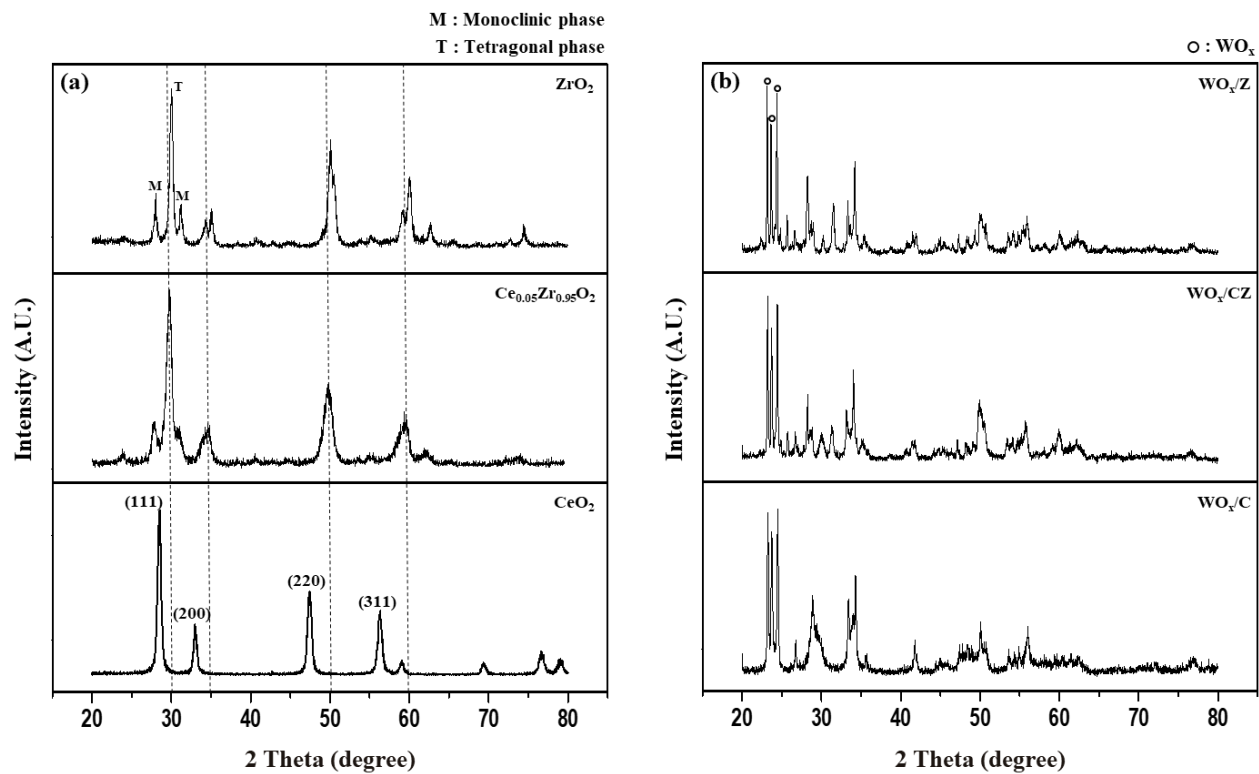 M : Monoclinic phase
T : Tetragonal phase
(a)
ZrO₂
T
M
M
Ce₀.₀₅Zr₀.₉₅O₂
CeO₂
(111)
(200)
(220)
(311)
20 30 40 50 60 70 80
2 Theta (degree)
Intensity (A.U.)
o : WOₓ
(b)
WOₓ/Z
WOₓ/CZ
WOₓ/C
20 30 40 50 60 70 80
2 Theta (degree)
Intensity (A.U.)